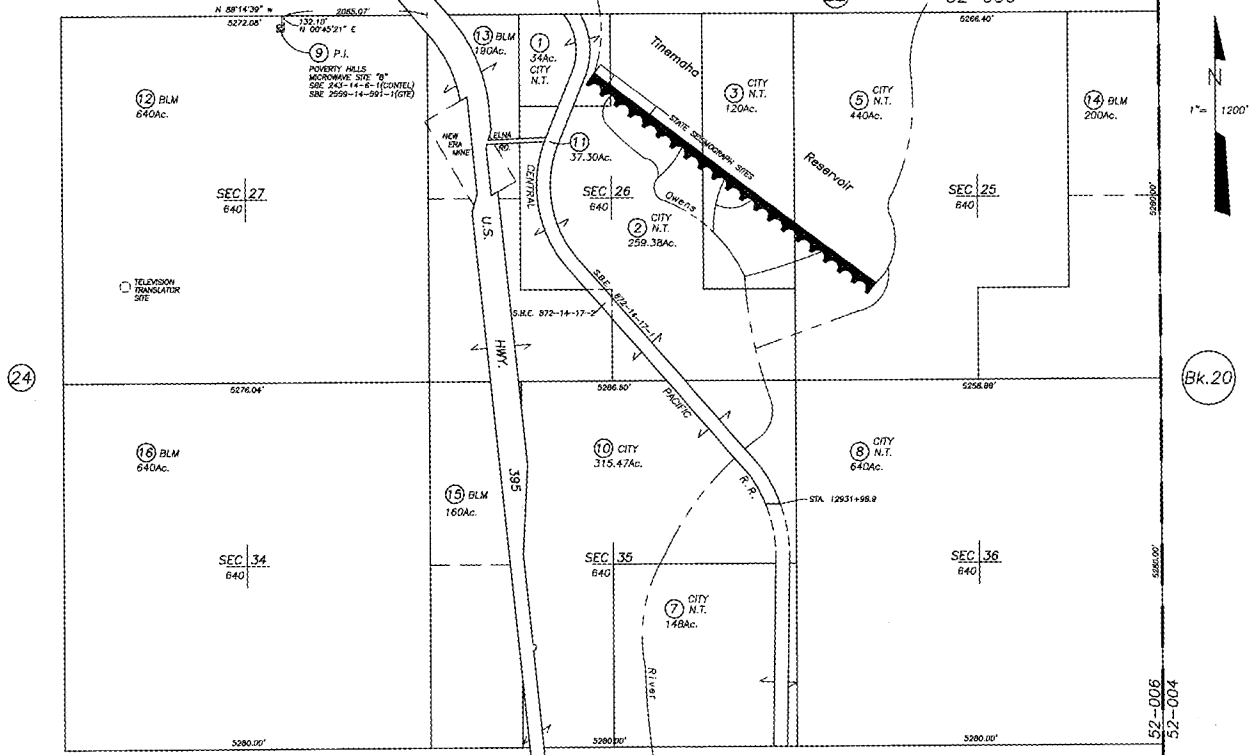 N 88°14'39" W 2065.07'
5272.08'
132.10'
N 00°45'21" E
9 P.I.
POVERTY HILLS
MICROWAVE SITE "B"
SBE 243-14-6-1(CONTEL)
SBE 2559-14-591-1(GTE)
12 BLM
640Ac.
SEC 27
640
TELEVISION
TRANSLATOR
SITE
13 BLM
190Ac.
1
34Ac.
CITY
N.T.
NEW
ERA
MINE
ELNA
RD.
11
37.30Ac.
Tinemaha
3 CITY
N.T.
120Ac.
5 CITY
N.T.
440Ac.
5266.40'
14 BLM
200Ac.
N
1"= 1200'
STATE SEISMOGRAPH SITES
Reservoir
CENTRAL
SEC 26
640
Owens
2 CITY
N.T.
259.38Ac.
SEC 25
640
5280.00'
U.S.
S.B.E. 872-14-17-1
S.B.E. 872-14-17-2
HWY.
24
5276.04'
5286.50'
5258.88'
Bk.20
PACIFIC
16 BLM
640Ac.
10 CITY
315.47Ac.
8 CITY
N.T.
640Ac.
395
15 BLM
160Ac.
R.R.
STA. 12931+98.8
SEC 34
640
SEC 35
640
SEC 36
640
5280.00'
7 CITY
N.T.
148Ac.
River
52-006
52-004
5280.00'
5280.00'
5280.00'